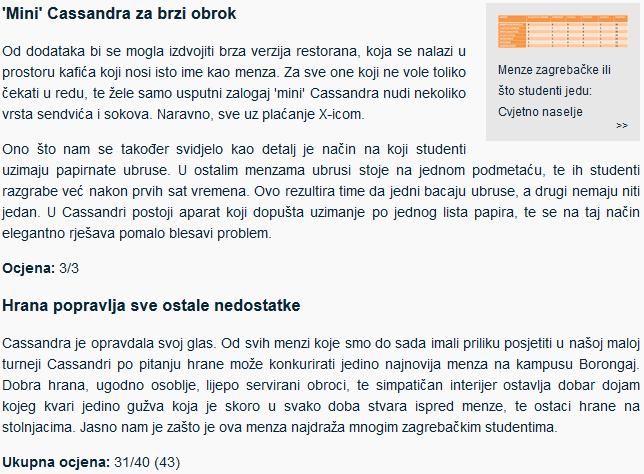 'Mini' Cassandra za brzi obrok
Od dodataka bi se mogla izdvojiti brza verzija restorana, koja se nalazi u
prostoru kafića koji nosi isto ime kao menza. Za sve one koji ne vole toliko
čekati u redu, te žele samo usputni zalogaj 'mini' Cassandra nudi nekoliko
vrsta sendviča i sokova. Naravno, sve uz plaćanje X-icom.
Menze zagrebačke ili
što studenti jedu:
Cvjetno naselje
>>
Ono što nam se također svidjelo kao detalj je način na koji studenti
uzimaju papirnate ubruse. U ostalim menzama ubrusi stoje na jednom podmetaču, te ih studenti
razgrabe već nakon prvih sat vremena. Ovo rezultira time da jedni bacaju ubruse, a drugi nemaju niti
jedan. U Cassandri postoji aparat koji dopušta uzimanje po jednog lista papira, te se na taj način
elegantno rješava pomalo blesavi problem.
Ocjena: 3/3
Hrana popravlja sve ostale nedostatke
Cassandra je opravdala svoj glas. Od svih menzi koje smo do sada imali priliku posjetiti u našoj maloj
turneji Cassandri po pitanju hrane može konkurirati jedino najnovija menza na kampusu Borongaj.
Dobra hrana, ugodno osoblje, lijepo servirani obroci, te simpatičan interijer ostavlja dobar dojam
kojeg kvari jedino gužva koja je skoro u svako doba stvara ispred menze, te ostaci hrane na
stolnjacima. Jasno nam je zašto je ova menza najdraža mnogim zagrebačkim studentima.
Ukupna ocjena: 31/40 (43)